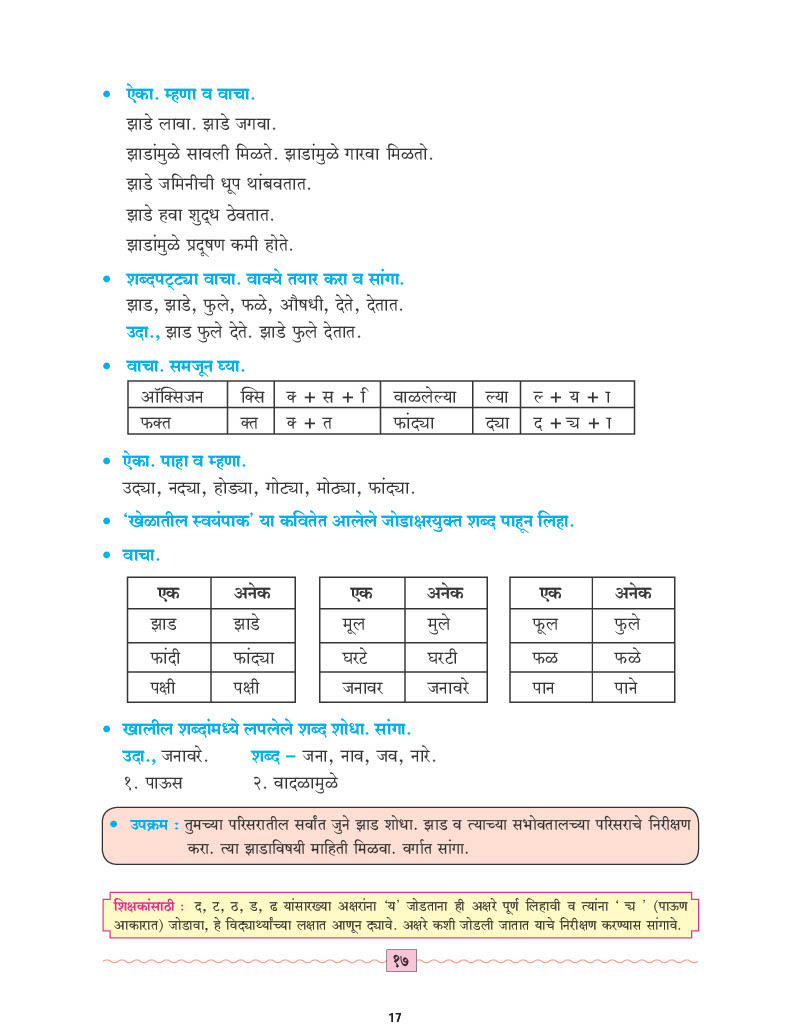 • ऐका. म्हणा व वाचा.
झाडे लावा. झाडे जगवा.
झाडांमुळे सावली मिळते. झाडांमुळे गारवा मिळतो.
झाडे जमिनीची धूप थांबवतात.
झाडे हवा शुद्ध ठेवतात.
झाडांमुळे प्रदूषण कमी होते.
• शब्दपट्ट्या वाचा. वाक्ये तयार करा व सांगा.
झाड, झाडे, फुले, फळे, औषधी, देते, देतात.
उदा., झाड फुले देते. झाडे फुले देतात.
• वाचा. समजून घ्या.
ऑक्सिजन क्सि क् + स + ि वाळलेल्या ल्या ल् + य + ा
फक्त क्त क् + त फांद्या द्या द + य + ा
• ऐका. पाहा व म्हणा.
उद्या, नद्या, होड्या, गोट्या, मोठ्या, फांद्या.
• ‘खेळातील स्वयंपाक’ या कवितेत आलेले जोडाक्षरयुक्त शब्द पाहून लिहा.
• वाचा.
एक अनेक एक अनेक एक अनेक
झाड झाडे मूल मुले फूल फुले
फांदी फांद्या घरटे घरटी फळ फळे
पक्षी पक्षी जनावर जनावरे पान पाने
• खालील शब्दांमध्ये लपलेले शब्द शोधा. सांगा.
उदा., जनावरे. शब्द – जना, नाव, जव, नारे.
१. पाऊस २. वादळामुळे
• उपक्रम : तुमच्या परिसरातील सर्वांत जुने झाड शोधा. झाड व त्याच्या सभोवतालच्या परिसराचे निरीक्षण
करा. त्या झाडाविषयी माहिती मिळवा. वर्गात सांगा.
शिक्षकांसाठी : द, ट, ठ, ड, ढ यांसारख्या अक्षरांना ‘य’ जोडताना ही अक्षरे पूर्ण लिहावी व त्यांना ‘ य ’ (पाऊण
आकारात) जोडावा, हे विद्यार्थ्यांच्या लक्षात आणून द्यावे. अक्षरे कशी जोडली जातात याचे निरीक्षण करण्यास सांगावे.
१७
17